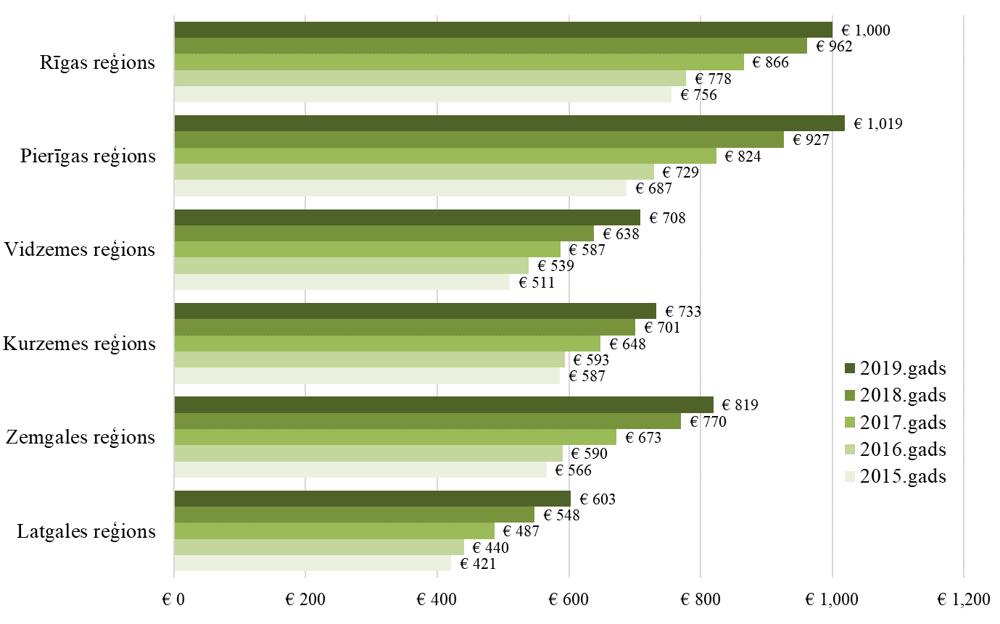 Rīgas reģions
€ 1,000
€ 962
€ 866
€ 778
€ 756
Pierīgas reģions
€ 1,019
€ 927
€ 824
€ 729
€ 687
Vidzemes reģions
€ 708
€ 638
€ 587
€ 539
€ 511
Kurzemes reģions
€ 733
€ 701
€ 648
€ 593
€ 587
Zemgales reģions
€ 819
€ 770
€ 673
€ 590
€ 566
Latgales reģions
€ 603
€ 548
€ 487
€ 440
€ 421
2019.gads
2018.gads
2017.gads
2016.gads
2015.gads
€ 0 € 200 € 400 € 600 € 800 € 1,000 € 1,200